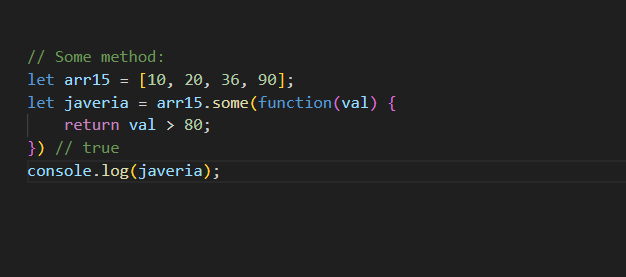 // Some method:
let arr15 = [10, 20, 36, 90];
let javeria = arr15.some(function(val) {
    return val > 80;
}) // true
console.log(javeria);